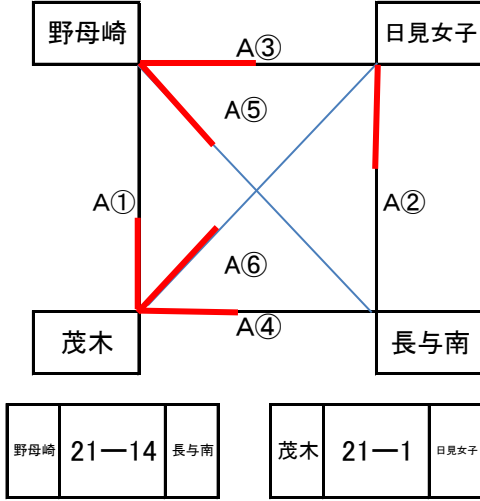 野母崎
日見女子
A③
A⑤
A①
A②
A⑥
A④
茂木
長与南
野母崎 21―14 長与南
茂木 21―1 日見女子